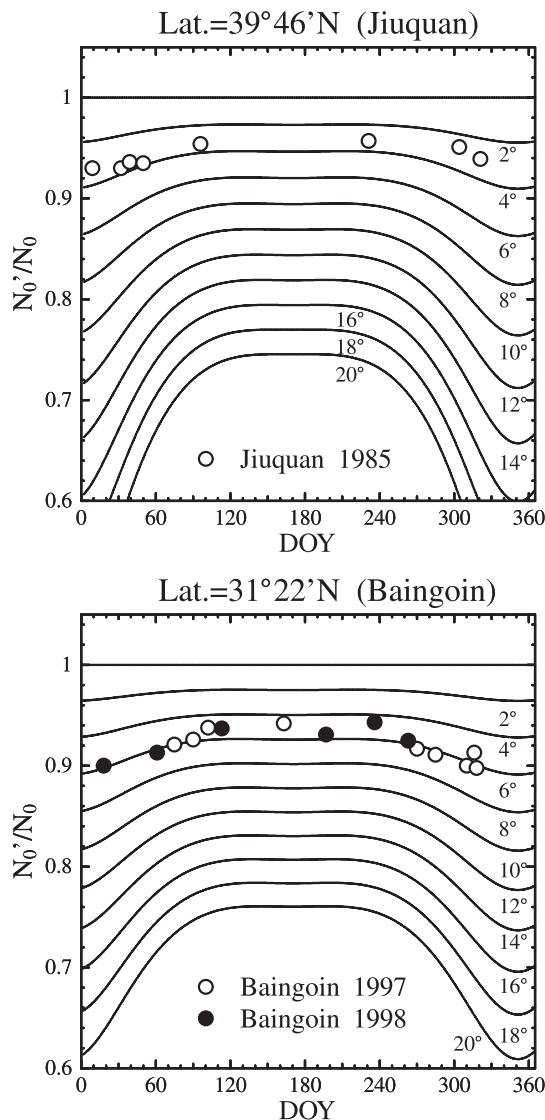 Lat.=39°46'N (Jiuquan)
1
0.9
0.8
0.7
0.6
N₀'/N₀
2°
4°
6°
8°
10°
12°
14°
16°
18°
20°
Jiuquan 1985
0 60 120 180 240 300 360
DOY
Lat.=31°22'N (Baingoin)
1
0.9
0.8
0.7
0.6
N₀'/N₀
2°
4°
6°
8°
10°
12°
14°
16°
18°
20°
Baingoin 1997
Baingoin 1998
0 60 120 180 240 300 360
DOY